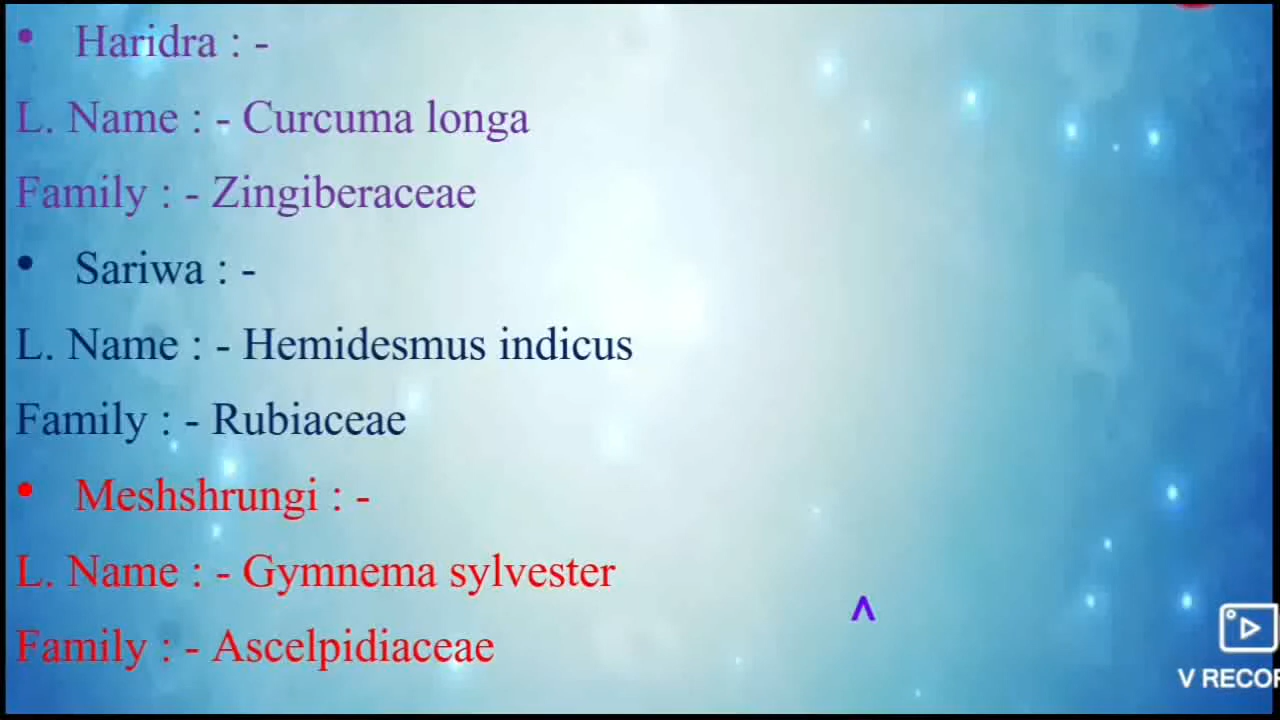 • Haridra : -
L. Name : - Curcuma longa
Family : - Zingiberaceae
• Sariwa : -
L. Name : - Hemidesmus indicus
Family : - Rubiaceae
• Meshshrungi : -
L. Name : - Gymnema sylvester
^
Family : - Ascelpidiaceae
V RECOR